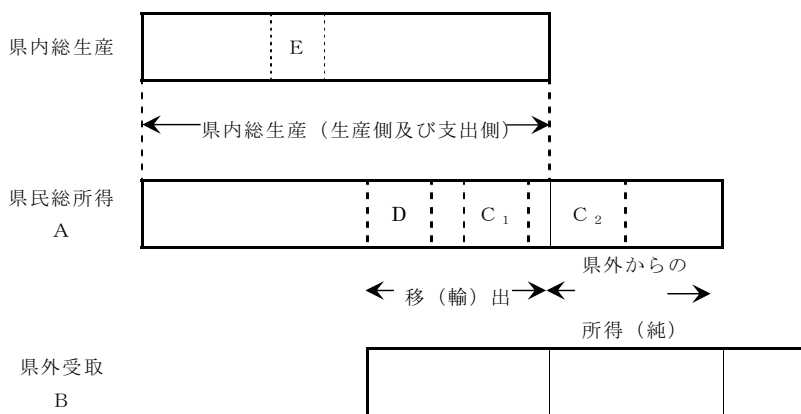 県内総生産
E
県内総生産（生産側及び支出側）
県民総所得
A
D
C₁
C₂
県外からの
移（輸）出
所得（純）
県外受取
B